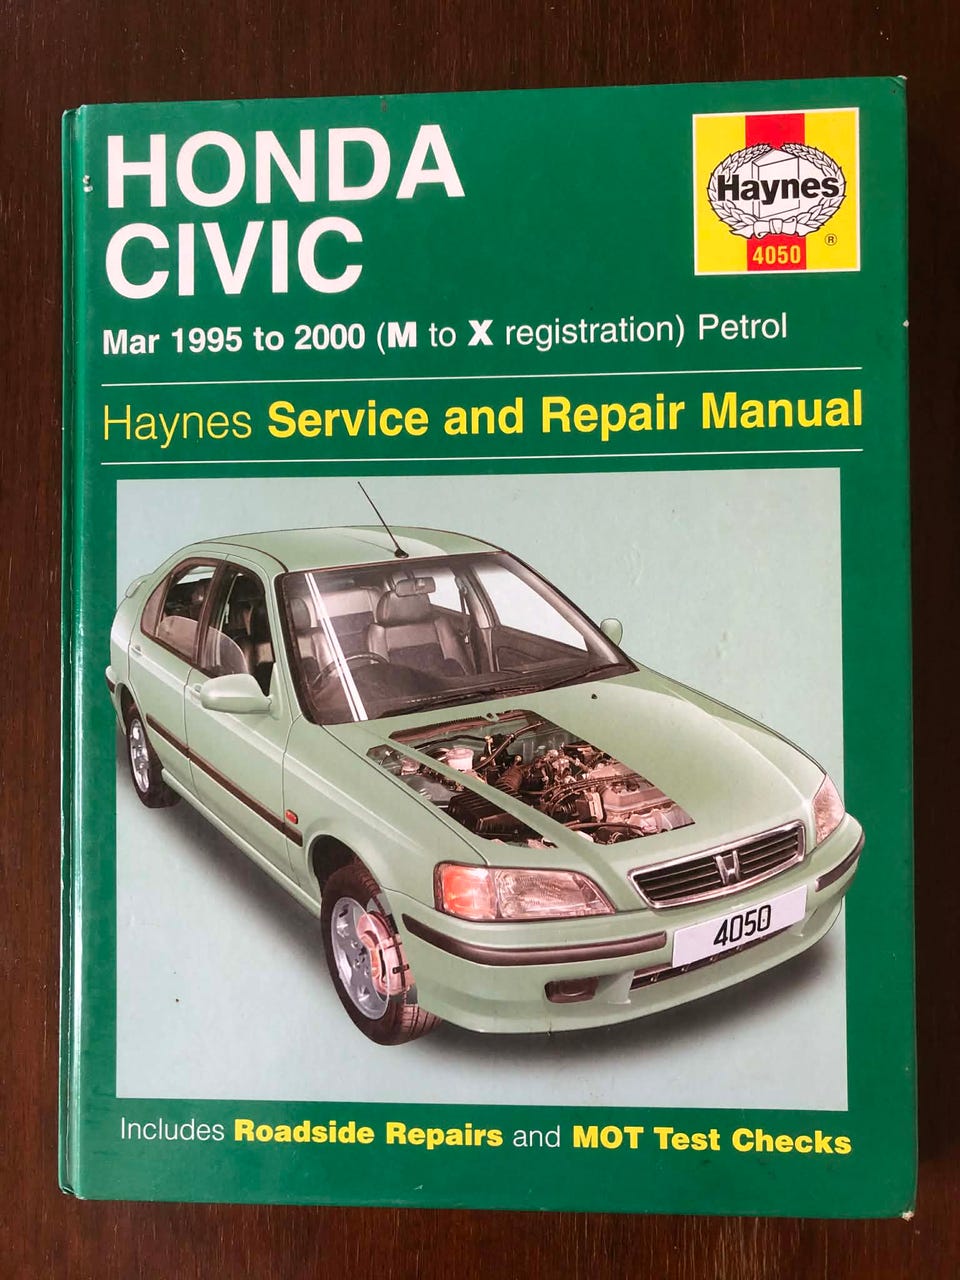 HONDA
CIVIC
Haynes
®
4050
Mar 1995 to 2000 (M to X registration) Petrol
Haynes Service and Repair Manual
4050
Includes Roadside Repairs and MOT Test Checks